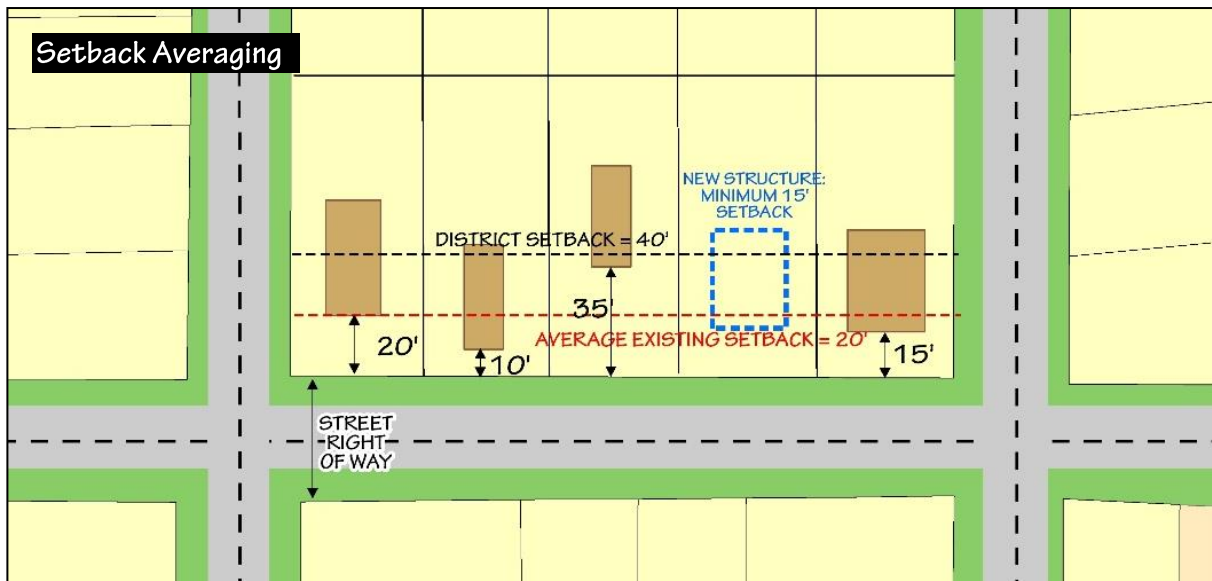 Setback Averaging
NEW STRUCTURE:
MINIMUM 15'
SETBACK
DISTRICT SETBACK = 40'
35'
20'
10'
AVERAGE EXISTING SETBACK = 20'
15'
STREET
RIGHT
OF WAY